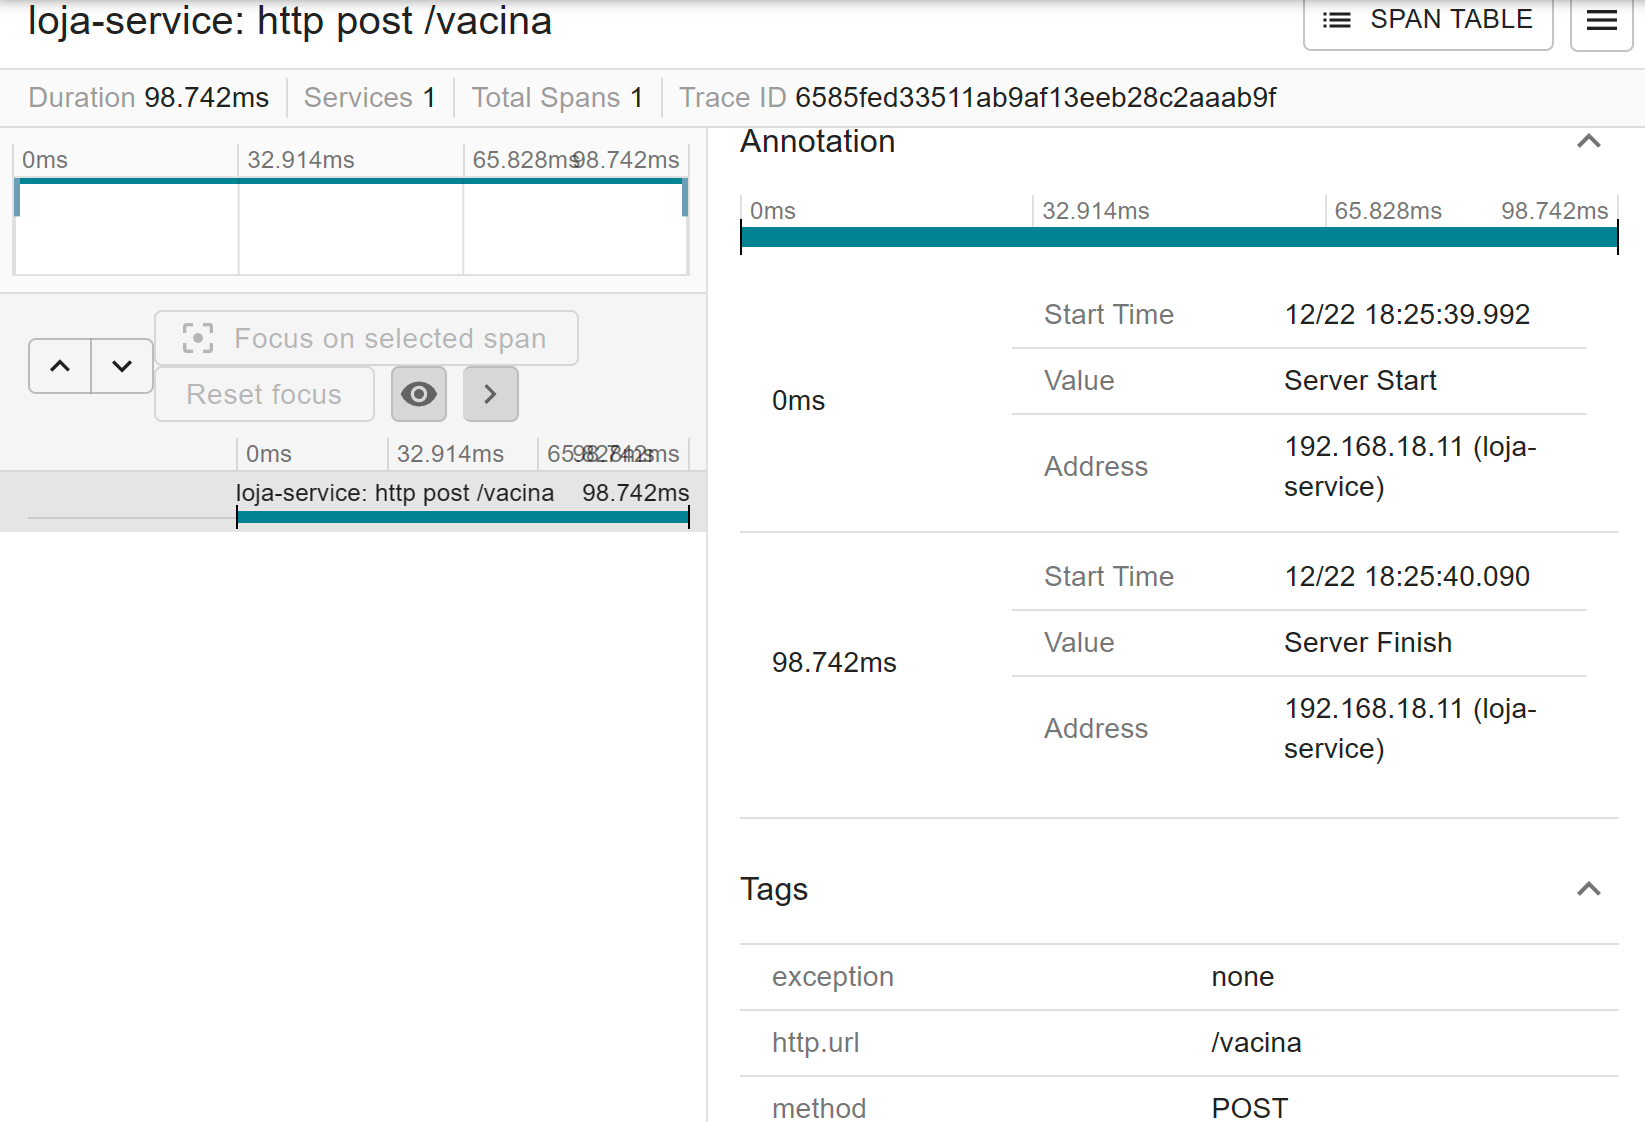 loja-service: http post /vacina
SPAN TABLE
Duration 98.742ms Services 1 Total Spans 1 Trace ID 6585fed33511ab9af13eeb28c2aaab9f
0ms 32.914ms 65.828ms 98.742ms
Focus on selected span
Reset focus
0ms 32.914ms 65.828ms 98.742ms
loja-service: http post /vacina 98.742ms
Annotation
0ms 32.914ms 65.828ms 98.742ms
0ms
Start Time 12/22 18:25:39.992
Value Server Start
Address 192.168.18.11 (loja-
service)
98.742ms
Start Time 12/22 18:25:40.090
Value Server Finish
Address 192.168.18.11 (loja-
service)
Tags
exception none
http.url /vacina
method POST